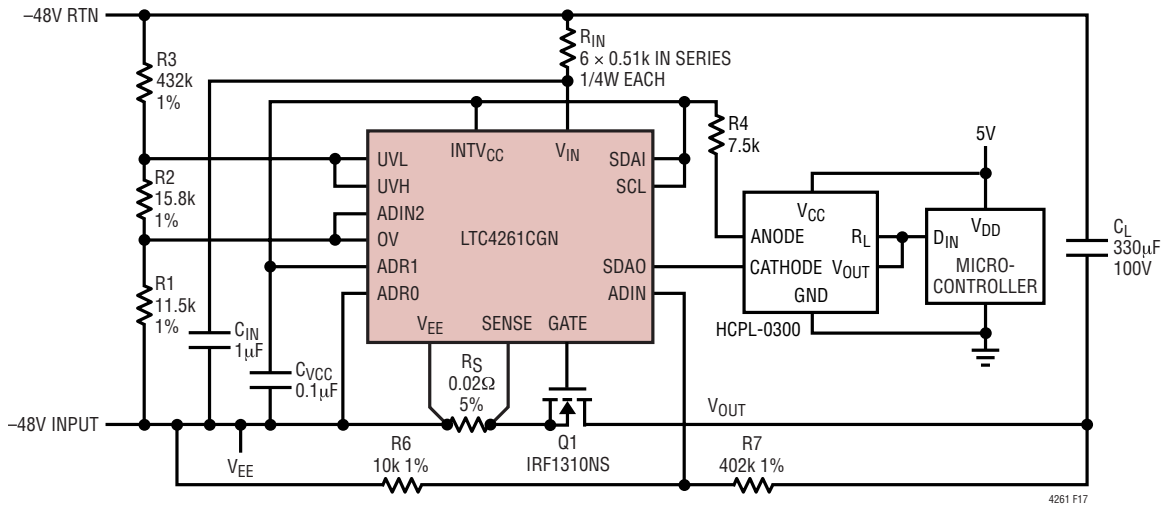 –48V RTN
R3
432k
1%
RIN
6 × 0.51k IN SERIES
1/4W EACH
R4
7.5k
5V
R2
15.8k
1%
UVL
UVH
ADIN2
OV
ADR1
ADR0
INTVCC
VIN
SDAI
SCL
LTC4261CGN
SDAO
ADIN
VEE
SENSE
GATE
VCC
ANODE
RL
CATHODE
VOUT
GND
HCPL-0300
DIN
VDD
MICRO-
CONTROLLER
CL
330µF
100V
R1
11.5k
1%
CIN
1µF
CVCC
0.1µF
RS
0.02Ω
5%
–48V INPUT
VEE
Q1
IRF1310NS
VOUT
R6
10k 1%
R7
402k 1%
4261 F17